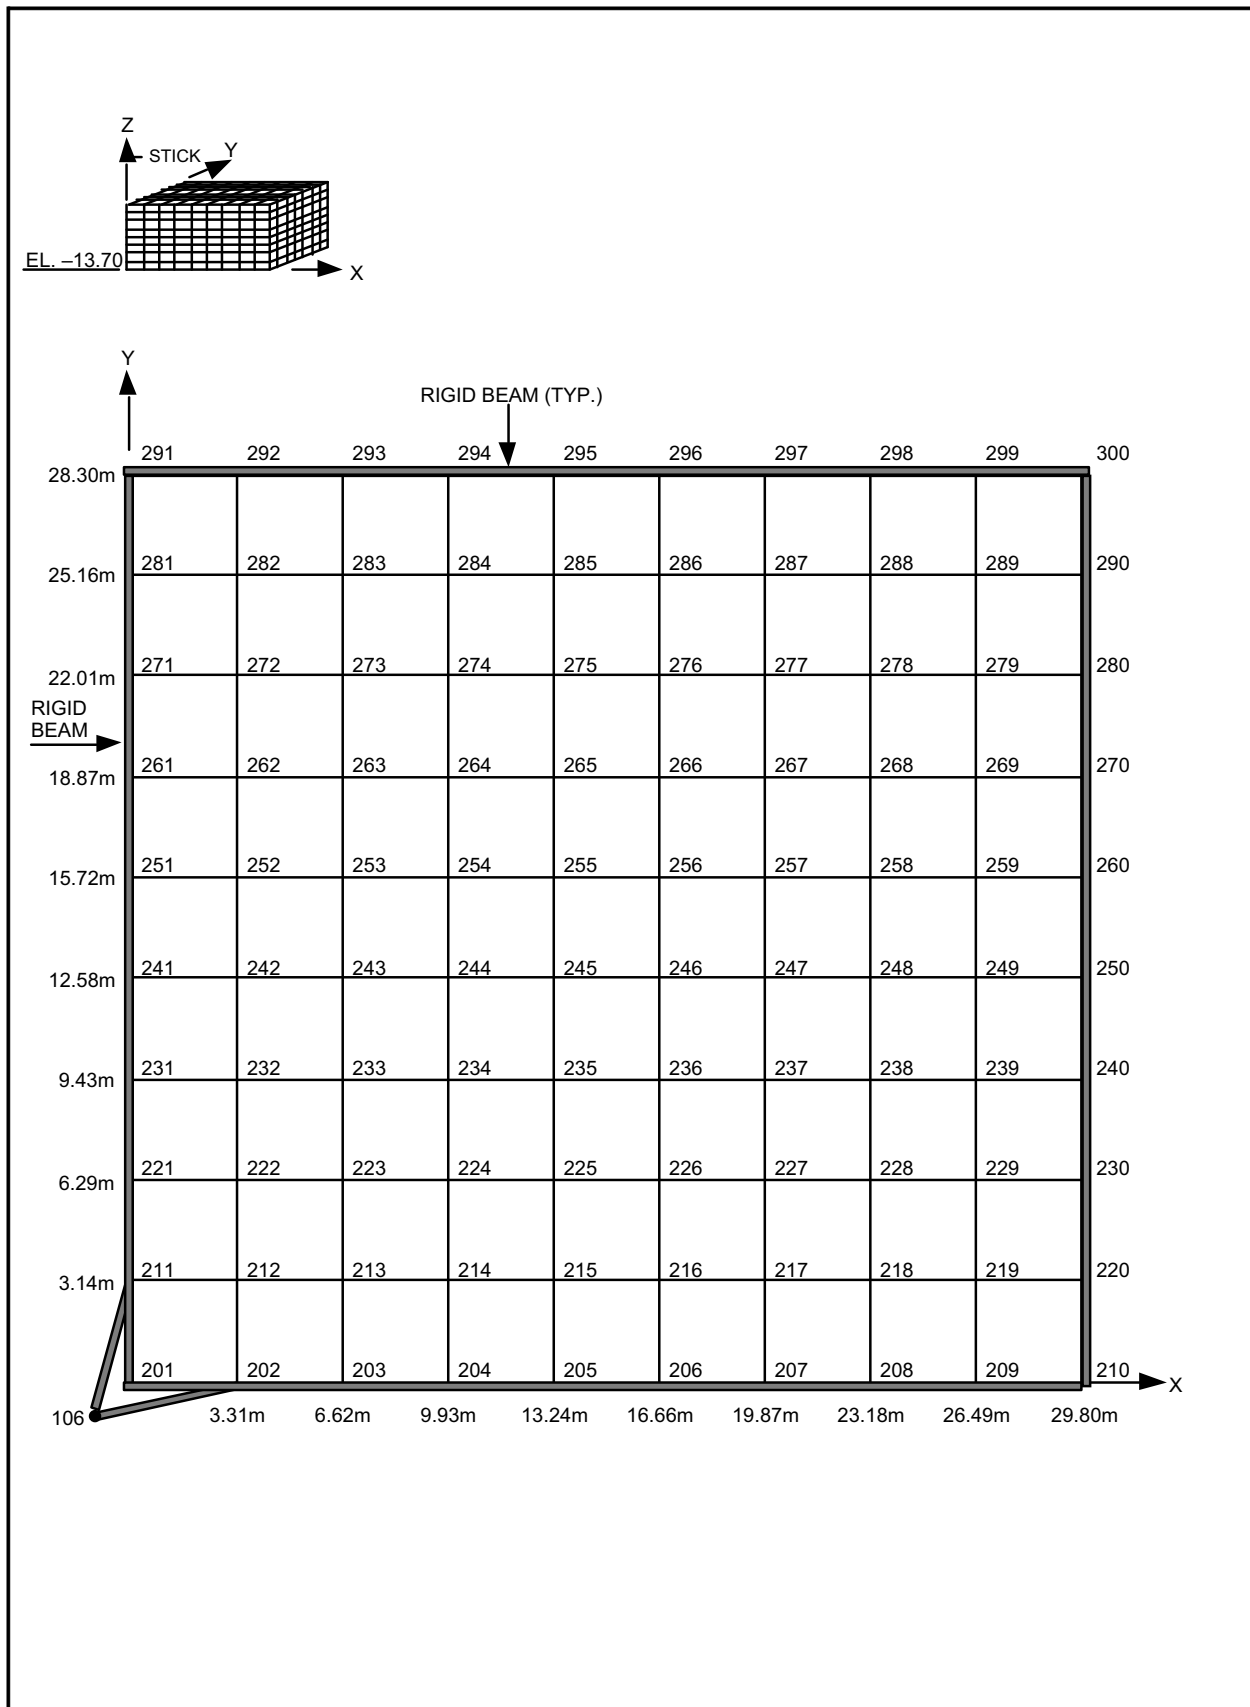 Z
STICK Y
EL. –13.70
X
Y
RIGID BEAM (TYP.)
291 292 293 294 295 296 297 298 299 300
28.30m
281 282 283 284 285 286 287 288 289 290
25.16m
271 272 273 274 275 276 277 278 279 280
22.01m
RIGID
BEAM
261 262 263 264 265 266 267 268 269 270
18.87m
251 252 253 254 255 256 257 258 259 260
15.72m
241 242 243 244 245 246 247 248 249 250
12.58m
231 232 233 234 235 236 237 238 239 240
9.43m
221 222 223 224 225 226 227 228 229 230
6.29m
211 212 213 214 215 216 217 218 219 220
3.14m
201 202 203 204 205 206 207 208 209 210
X
106 3.31m 6.62m 9.93m 13.24m 16.66m 19.87m 23.18m 26.49m 29.80m